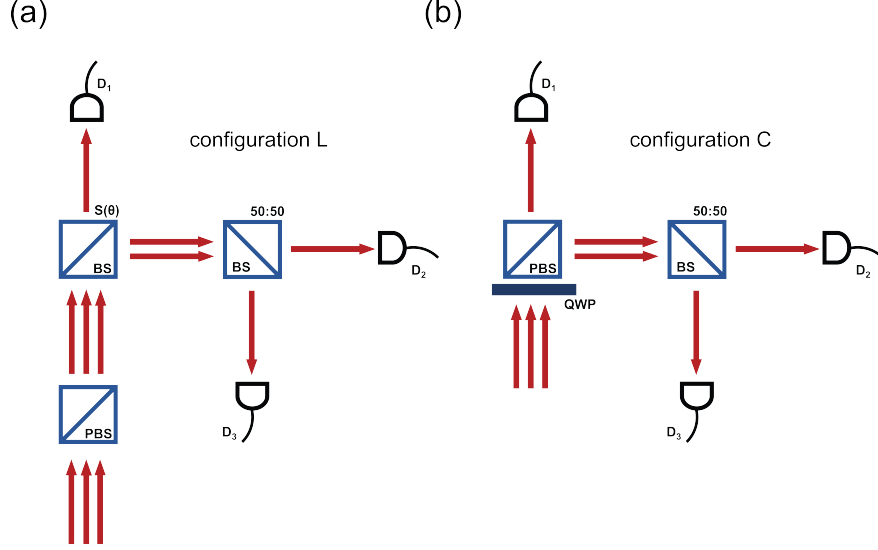 (a)
D₁
configuration L
S(θ)
BS
50:50
BS
D₂
PBS
D₃
(b)
D₁
configuration C
PBS
QWP
50:50
BS
D₂
D₃